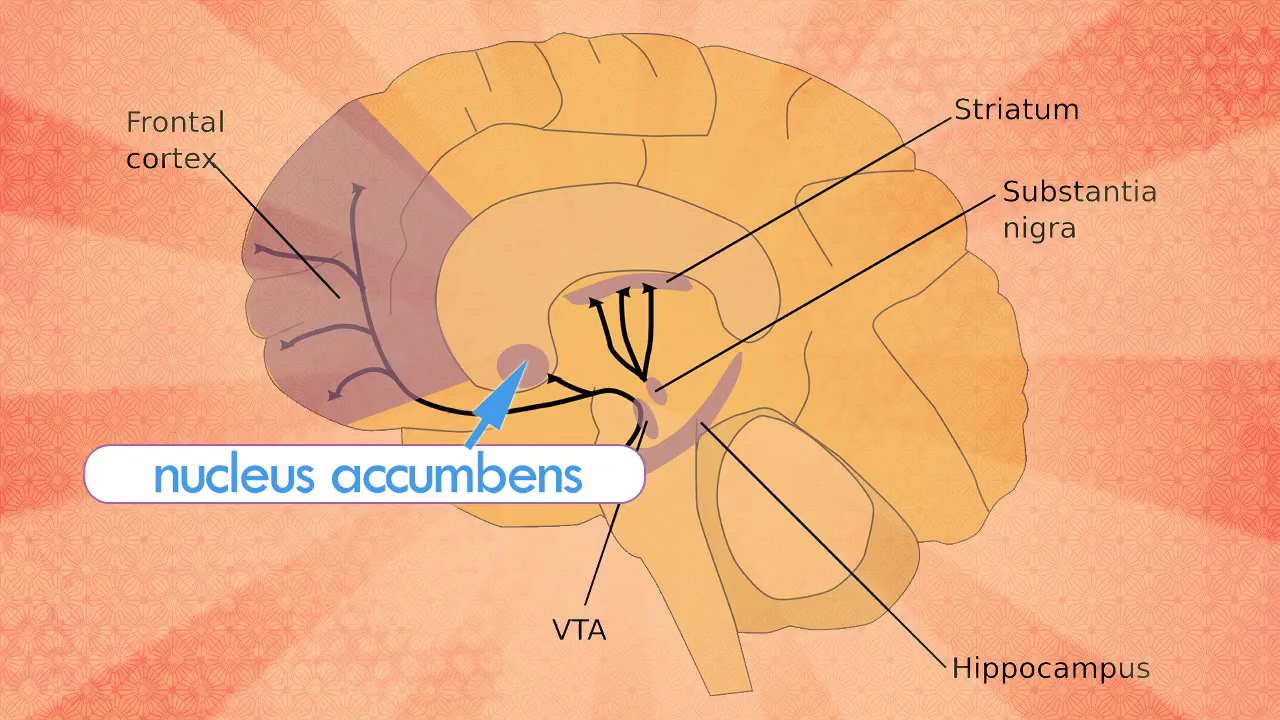 Frontal
cortex
Striatum
Substantia
nigra
nucleus accumbens
VTA
Hippocampus